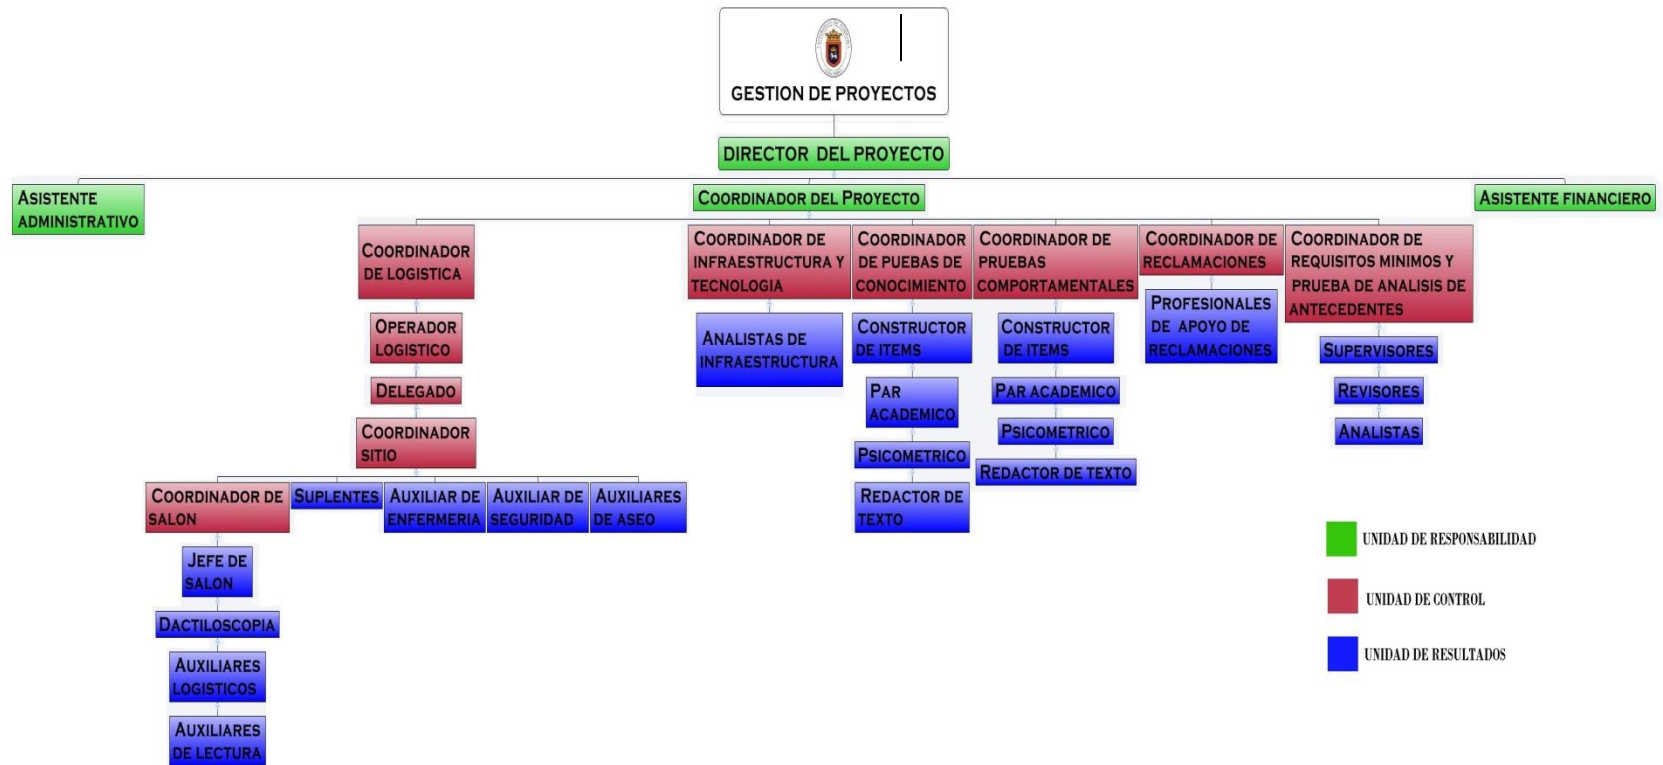 GESTION DE PROYECTOS
DIRECTOR DEL PROYECTO
ASISTENTE
ADMINISTRATIVO
COORDINADOR DEL PROYECTO
ASISTENTE FINANCIERO
COORDINADOR
DE LOGISTICA
COORDINADOR DE
INFRAESTRUCTURA Y
TECNOLOGIA
COORDINADOR
DE PUEBAS DE
CONOCIMIENTO
COORDINADOR DE
PRUEBAS
COMPORTAMENTALES
COORDINADOR DE
RECLAMACIONES
COORDINADOR DE
REQUISITOS MINIMOS Y
PRUEBA DE ANALISIS DE
ANTECEDENTES
OPERADOR
LOGISTICO
DELEGADO
COORDINADOR
SITIO
ANALISTAS DE
INFRAESTRUCTURA
CONSTRUCTOR
DE ITEMS
PAR
ACADEMICO
PSICOMETRICO
REDACTOR DE
TEXTO
CONSTRUCTOR
DE ITEMS
PAR ACADEMICO
PSICOMETRICO
REDACTOR DE TEXTO
PROFESIONALES
DE APOYO DE
RECLAMACIONES
SUPERVISORES
REVISORES
ANALISTAS
COORDINADOR DE
SALON
SUPLENTES
AUXILIAR DE
ENFERMERIA
AUXILIAR DE
SEGURIDAD
AUXILIARES
DE ASEO
JEFE DE
SALON
DACTILOSCOPIA
AUXILIARES
LOGISTICOS
AUXILIARES
DE LECTURA
UNIDAD DE RESPONSABILIDAD
UNIDAD DE CONTROL
UNIDAD DE RESULTADOS